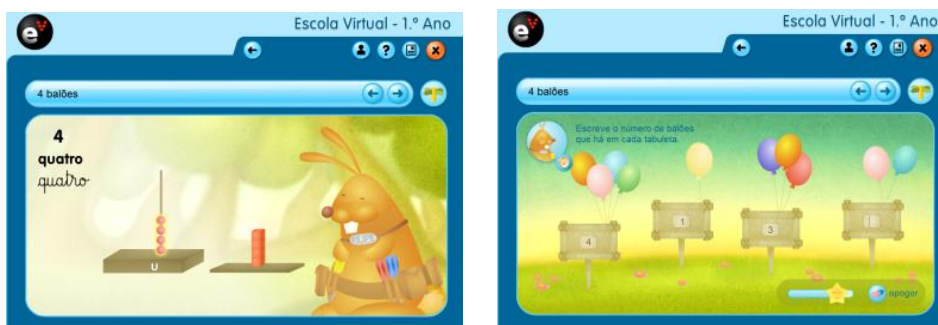 Escola Virtual - 1.º Ano
4 balões
4
quatro
quatro
U
Escola Virtual - 1.º Ano
4 balões
Escreve o número de balões
que há em cada tabuleta.
4
1
3
apagar